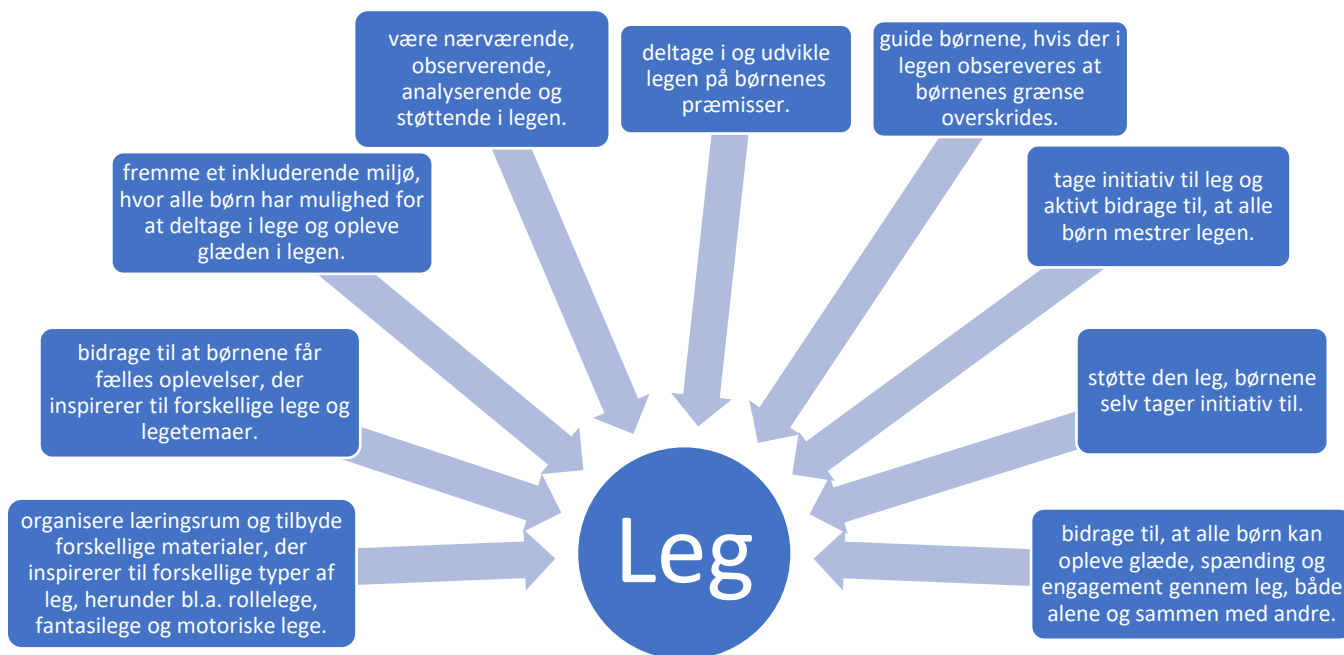 organisere læringsrum og tilbyde
forskellige materialer, der
inspirerer til forskellige typer af
leg, herunder bl.a. rollelege,
fantasilege og motoriske lege.
bidrage til at børnene får
fælles oplevelser, der
inspirerer til forskellige lege og
legetemaer.
fremme et inkluderende miljø,
hvor alle børn har mulighed for
at deltage i lege og opleve
glæden i legen.
være nærværende,
observerende,
analyserende og
støttende i legen.
deltage i og udvikle
legen på børnenes
præmisser.
guide børnene, hvis der i
legen obsereveres at
børnenes grænse
overskrides.
tage initiativ til leg og
aktivt bidrage til, at alle
børn mestrer legen.
støtte den leg, børnene
selv tager initiativ til.
bidrage til, at alle børn kan
opleve glæde, spænding og
engagement gennem leg, både
alene og sammen med andre.
Leg